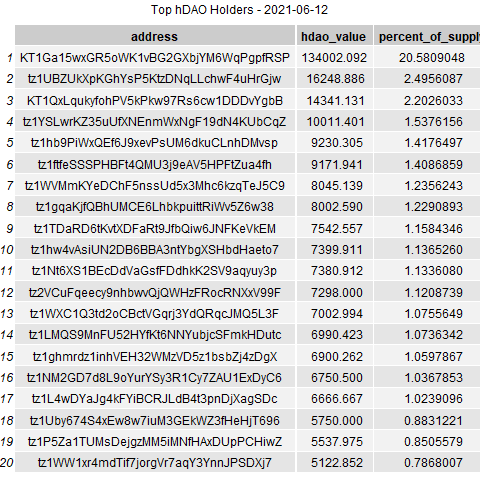 Top hDAO Holders - 2021-06-12
address hdao_value percent_of_supply
1 KT1Ga15wxGR5oWK1vBG2GXbjYM6WqPgpfRSP 134002.092 20.5809048
2 tz1UBZUkXpKGhYsP5KtzDNqLLchwF4uHrGjw 16248.886 2.4956087
3 KT1QxLqukyfohPV5kPkw97Rs6cw1DDDvYgbB 14341.131 2.2026033
4 tz1YSLwrKZ35uUfXNEnmWxNgF19dN4KUbCqZ 10011.401 1.5376156
5 tz1hb9PiWxQEf6J9xevPsUM6dkuCLnhDMvsp 9230.305 1.4176497
6 tz1ftfeSSSPHBFt4QMU3j9eAV5HPFtZua4fh 9171.941 1.4086859
7 tz1WVMmKYeDChF5nssUd5x3Mhc6kzqTeJ5C9 8045.139 1.2356243
8 tz1gqaKjfQBhUMCE6LhbkpuittRiWv5Z6w38 8002.590 1.2290893
9 tz1TDaRD6tKvtXDFaRt9JfbQiw6JNFKeVkEM 7542.557 1.1584346
10 tz1hw4vAsiUN2DB6BBA3ntYbgXSHbdHaeto7 7399.911 1.1365260
11 tz1Nt6XS1BEcDdVaGsfFDdhkK2SV9aqyuy3p 7380.912 1.1336080
12 tz2VCuFqeecy9nhbwvQjQWHzFRocRNXxV99F 7298.000 1.1208739
13 tz1WXC1Q3td2oCBctVGqrj3YdQRqcJMQ5L3F 7002.994 1.0755649
14 tz1LMQS9MnFU52HYfKt6NNYubjcSFmkHDutc 6990.423 1.0736342
15 tz1ghmrdz1inhVEH32WMzVD5z1bsbZj4zDgX 6900.262 1.0597867
16 tz1NM2GD7d8L9oYurYSy3R1Cy7ZAU1ExDyC6 6750.500 1.0367853
17 tz1L4wDYaJg4kFYiBCRJLdB4t3pnDjXagSDc 6666.667 1.0239096
18 tz1Uby674S4xEw8w7iuM3GEkWZ3fHeHjT696 5750.000 0.8831221
19 tz1P5Za1TUMsDejgzMM5iMNfHAxDUpPCHiwZ 5537.975 0.8505579
20 tz1WW1xr4mdTif7jorgVr7aqY3YnnJPSDXj7 5122.852 0.7868007